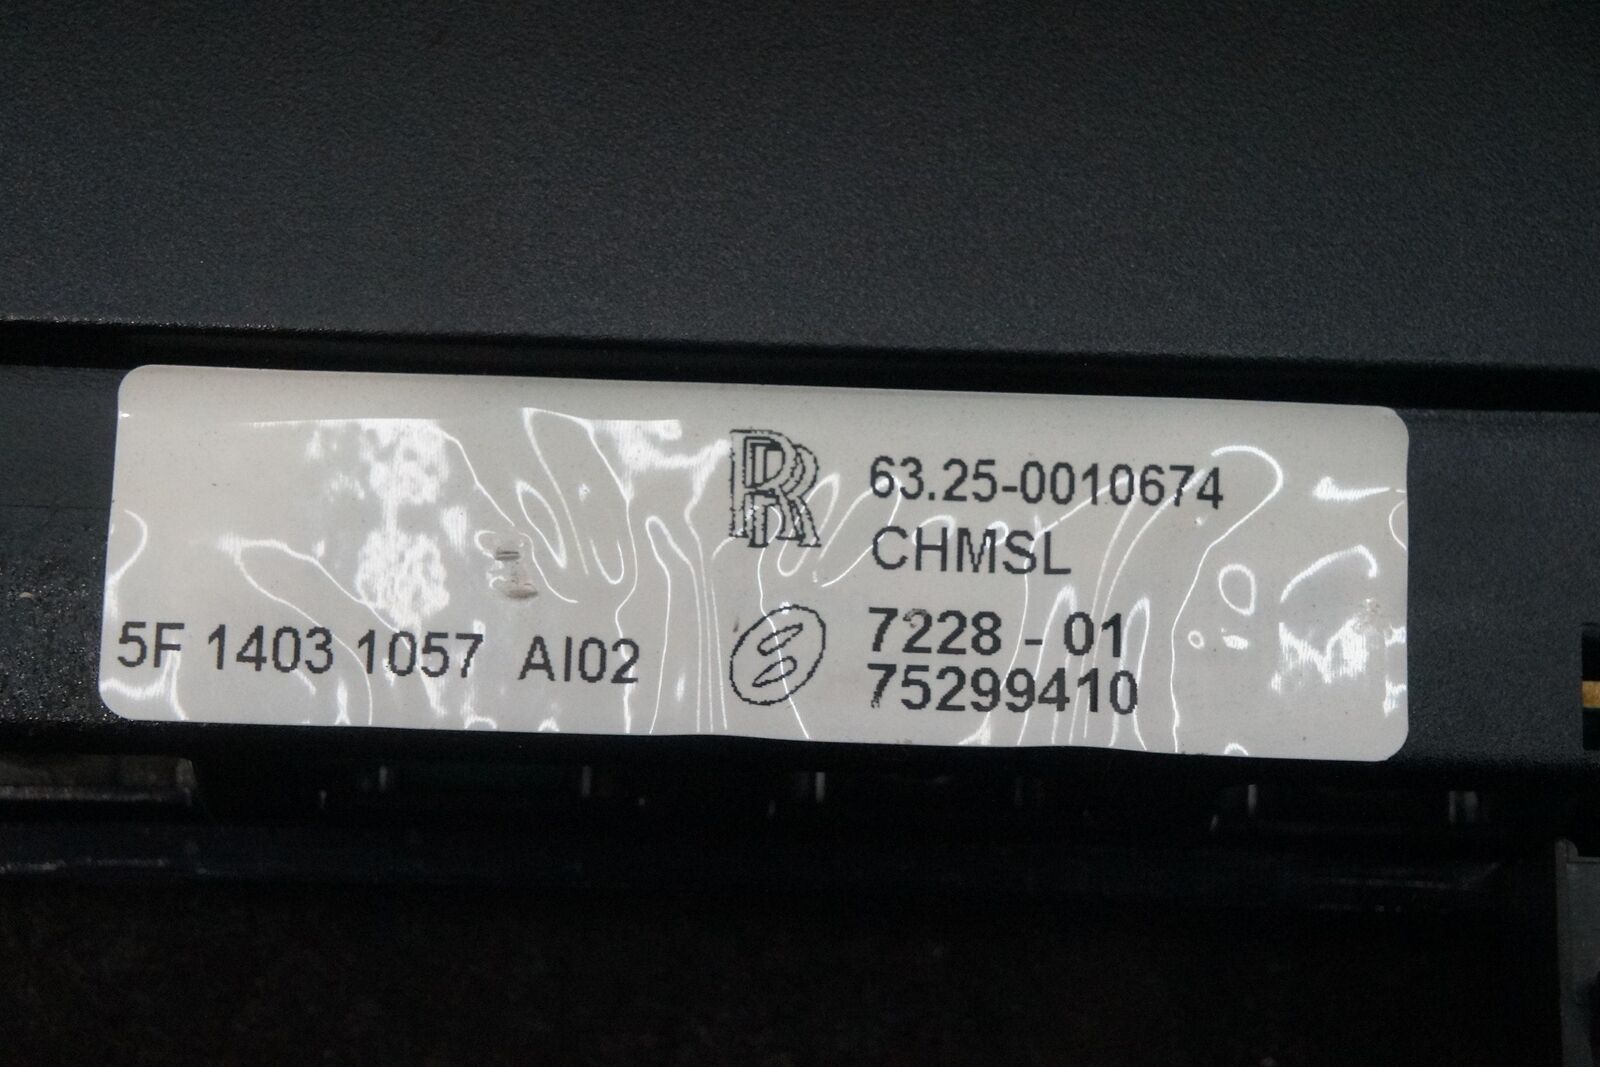 RR
63.25-0010674
CHMSL
7228 - 01
75299410
5F 1403 1057 AI02